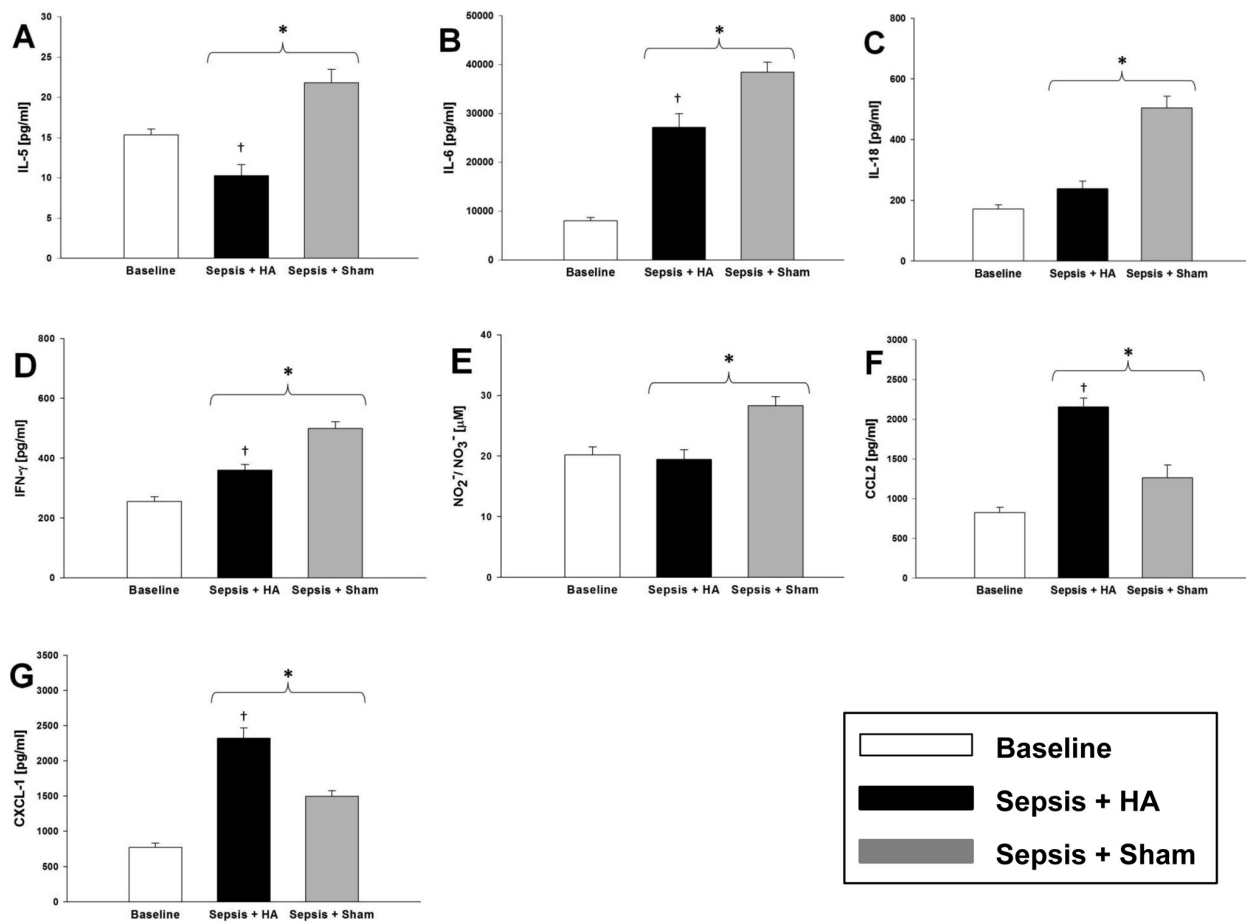 A
IL-5 [pg/ml]
30
25
20
15
10
5
0
*
†
Baseline Sepsis + HA Sepsis + Sham
B
IL-6 [pg/ml]
50000
40000
30000
20000
10000
0
*
†
Baseline Sepsis + HA Sepsis + Sham
C
IL-18 [pg/ml]
800
600
400
200
0
*
Baseline Sepsis + HA Sepsis + Sham
D
IFN-γ [pg/ml]
800
600
400
200
0
*
†
Baseline Sepsis + HA Sepsis + Sham
E
NO₂⁻/ NO₃⁻ [µM]
40
30
20
10
0
*
Baseline Sepsis + HA Sepsis + Sham
F
CCL2 [pg/ml]
3000
2500
2000
1500
1000
500
0
*
†
Baseline Sepsis + HA Sepsis + Sham
G
CXCL-1 [pg/ml]
3500
3000
2500
2000
1500
1000
500
0
*
†
Baseline Sepsis + HA Sepsis + Sham
Baseline
Sepsis + HA
Sepsis + Sham